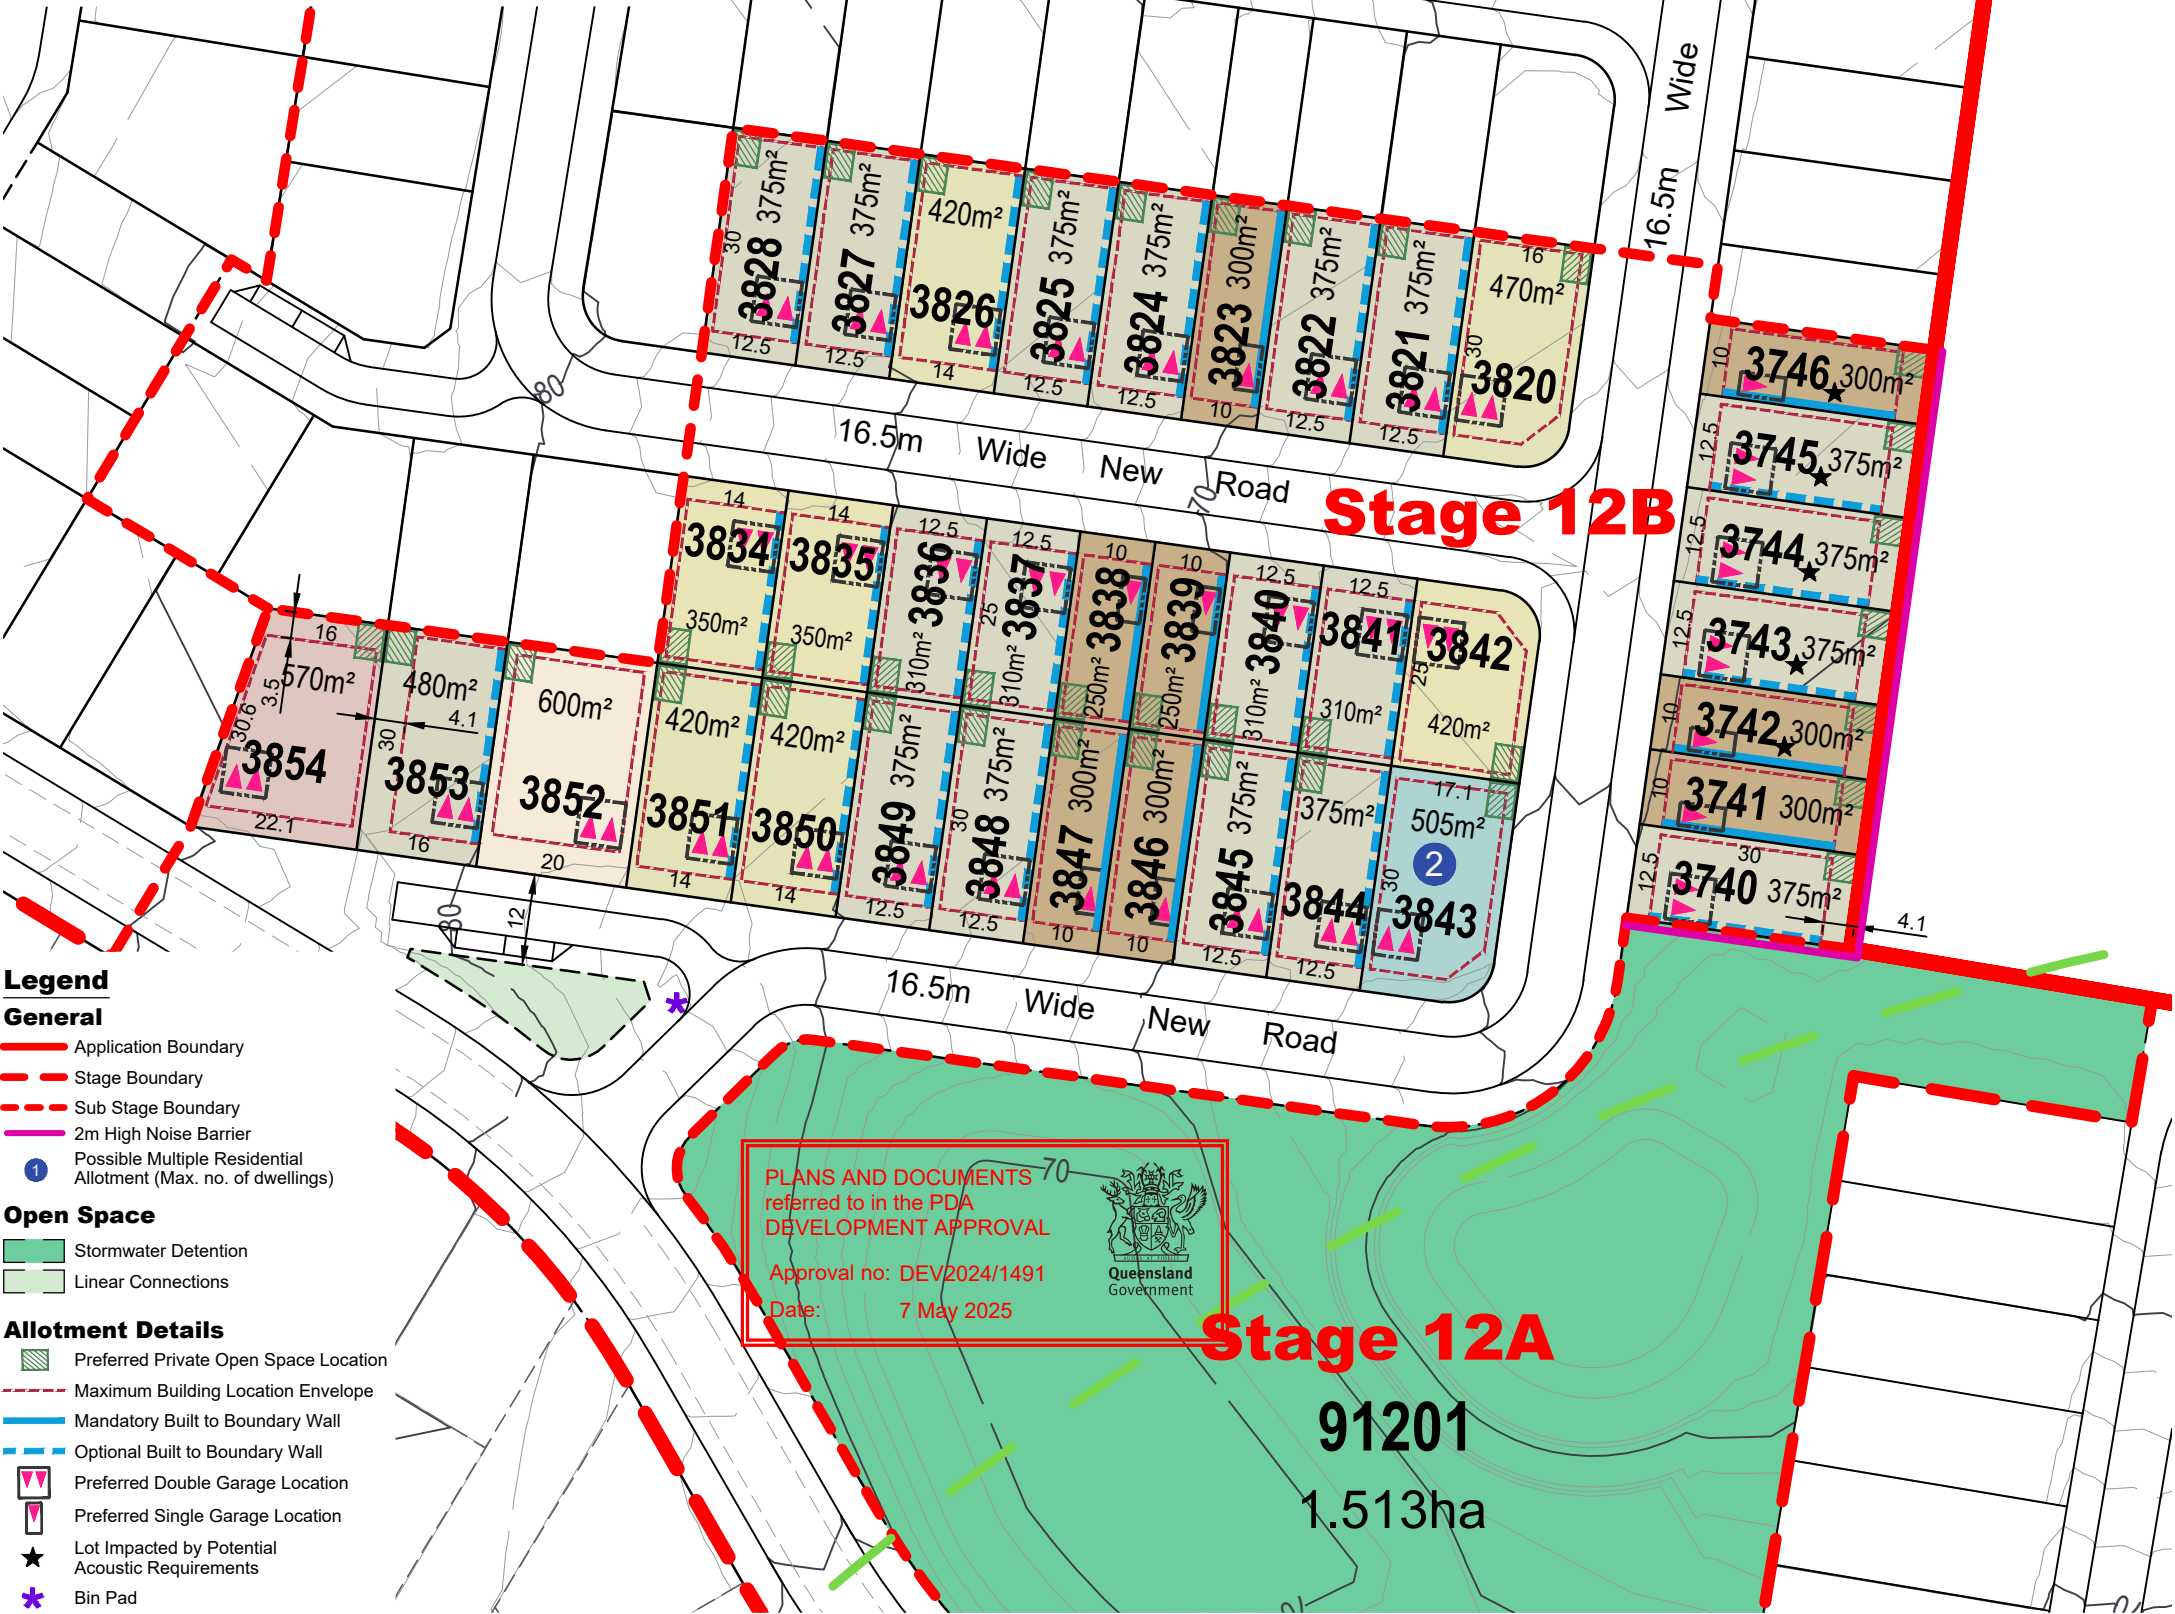 Wide
16.5m
375m²
30
3828
12.5
375m²
3827
12.5
420m²
3826
14
375m²
3825
12.5
375m²
3824
12.5
300m²
3823
10
375m²
3822
12.5
375m²
3821
12.5
16
470m²
30
3820
10
3746 300m²
12.5
3745 375m²
12.5
3744 375m²
12.5
3743 375m²
10
3742 300m²
10
3741 300m²
30
12.5
3740 375m²
4.1
80
16.5m Wide New Road
70
Stage 12B
14
3834
350m²
14
3835
350m²
12.5
3836
310m²
12.5
25
3837
310m²
10
3838
250m²
10
3839
250m²
12.5
3840
310m²
12.5
3841
310m²
3842
25
420m²
16
570m²
3.5
30.6
3854
22.1
480m²
4.1
30
3853
16
600m²
3852
20
420m²
3851
14
420m²
3850
14
375m²
3849
12.5
375m²
30
3848
12.5
300m²
3847
10
300m²
3846
10
375m²
3845
12.5
375m²
3844
12.5
17.1
505m²
2
30
3843
80
12
16.5m Wide New Road
Legend
General
Application Boundary
Stage Boundary
Sub Stage Boundary
2m High Noise Barrier
1
Possible Multiple Residential
Allotment (Max. no. of dwellings)
Open Space
Stormwater Detention
Linear Connections
Allotment Details
Preferred Private Open Space Location
Maximum Building Location Envelope
Mandatory Built to Boundary Wall
Optional Built to Boundary Wall
Preferred Double Garage Location
Preferred Single Garage Location
Lot Impacted by Potential
Acoustic Requirements
Bin Pad
PLANS AND DOCUMENTS
referred to in the PDA
DEVELOPMENT APPROVAL
Approval no: DEV2024/1491
Date: 7 May 2025
70
Queensland
Government
Stage 12A
91201
1.513ha